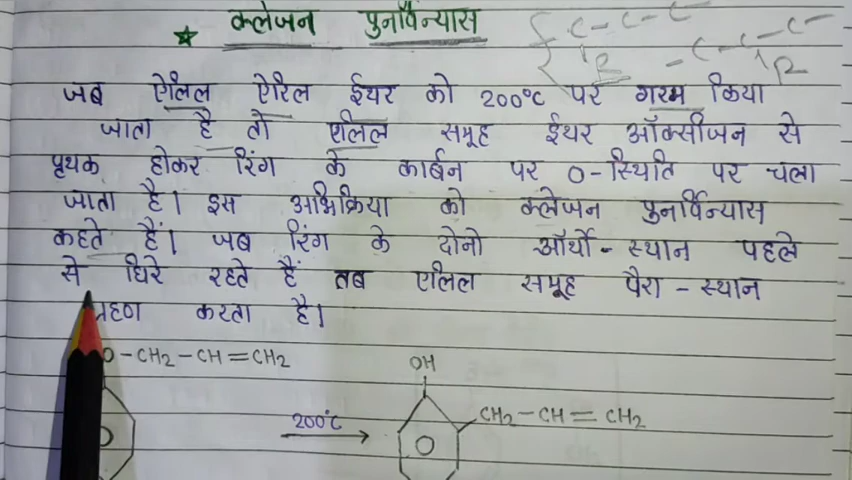 क्लेजन पुनर्विन्यास
जब ऐलिल ऐरिल ईथर को 200°C पर गरम किया
जाता है तो एलिल समूह ईथर ऑक्सीजन से
पृथक होकर रिंग के कार्बन पर O-स्थिति पर चला
जाता है। इस अभिक्रिया को क्लेजन पुनर्विन्यास
कहते हैं। जब रिंग के दोनो ऑर्थो - स्थान पहले
से घिरे रहते हैं तब एलिल समूह पैरा - स्थान
ग्रहण करता है।
O-CH2-CH=CH2
OH
200°C
CH2-CH=CH2